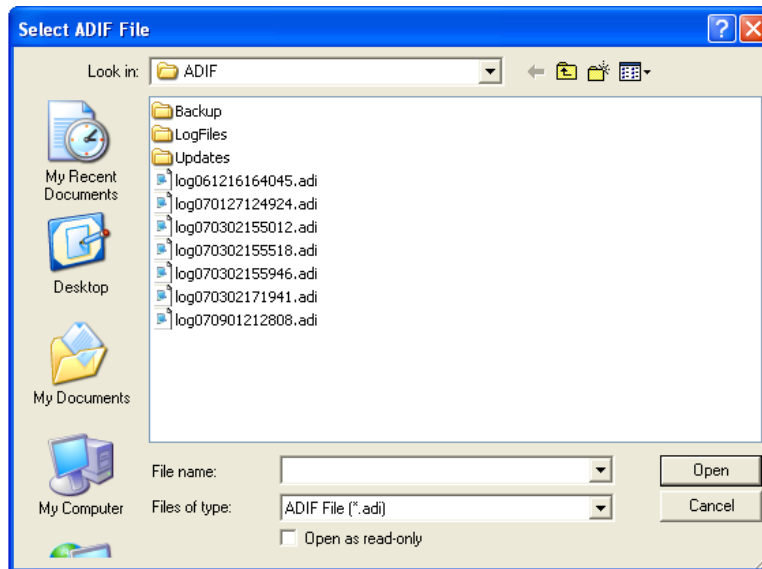 Select ADIF File
Look in: ADIF
My Recent
Documents
Desktop
My Documents
My Computer
Backup
LogFiles
Updates
log061216164045.adi
log070127124924.adi
log070302155012.adi
log070302155518.adi
log070302155946.adi
log070302171941.adi
log070901212808.adi
File name: Open
Files of type: ADIF File (*.adi) Cancel
Open as read-only